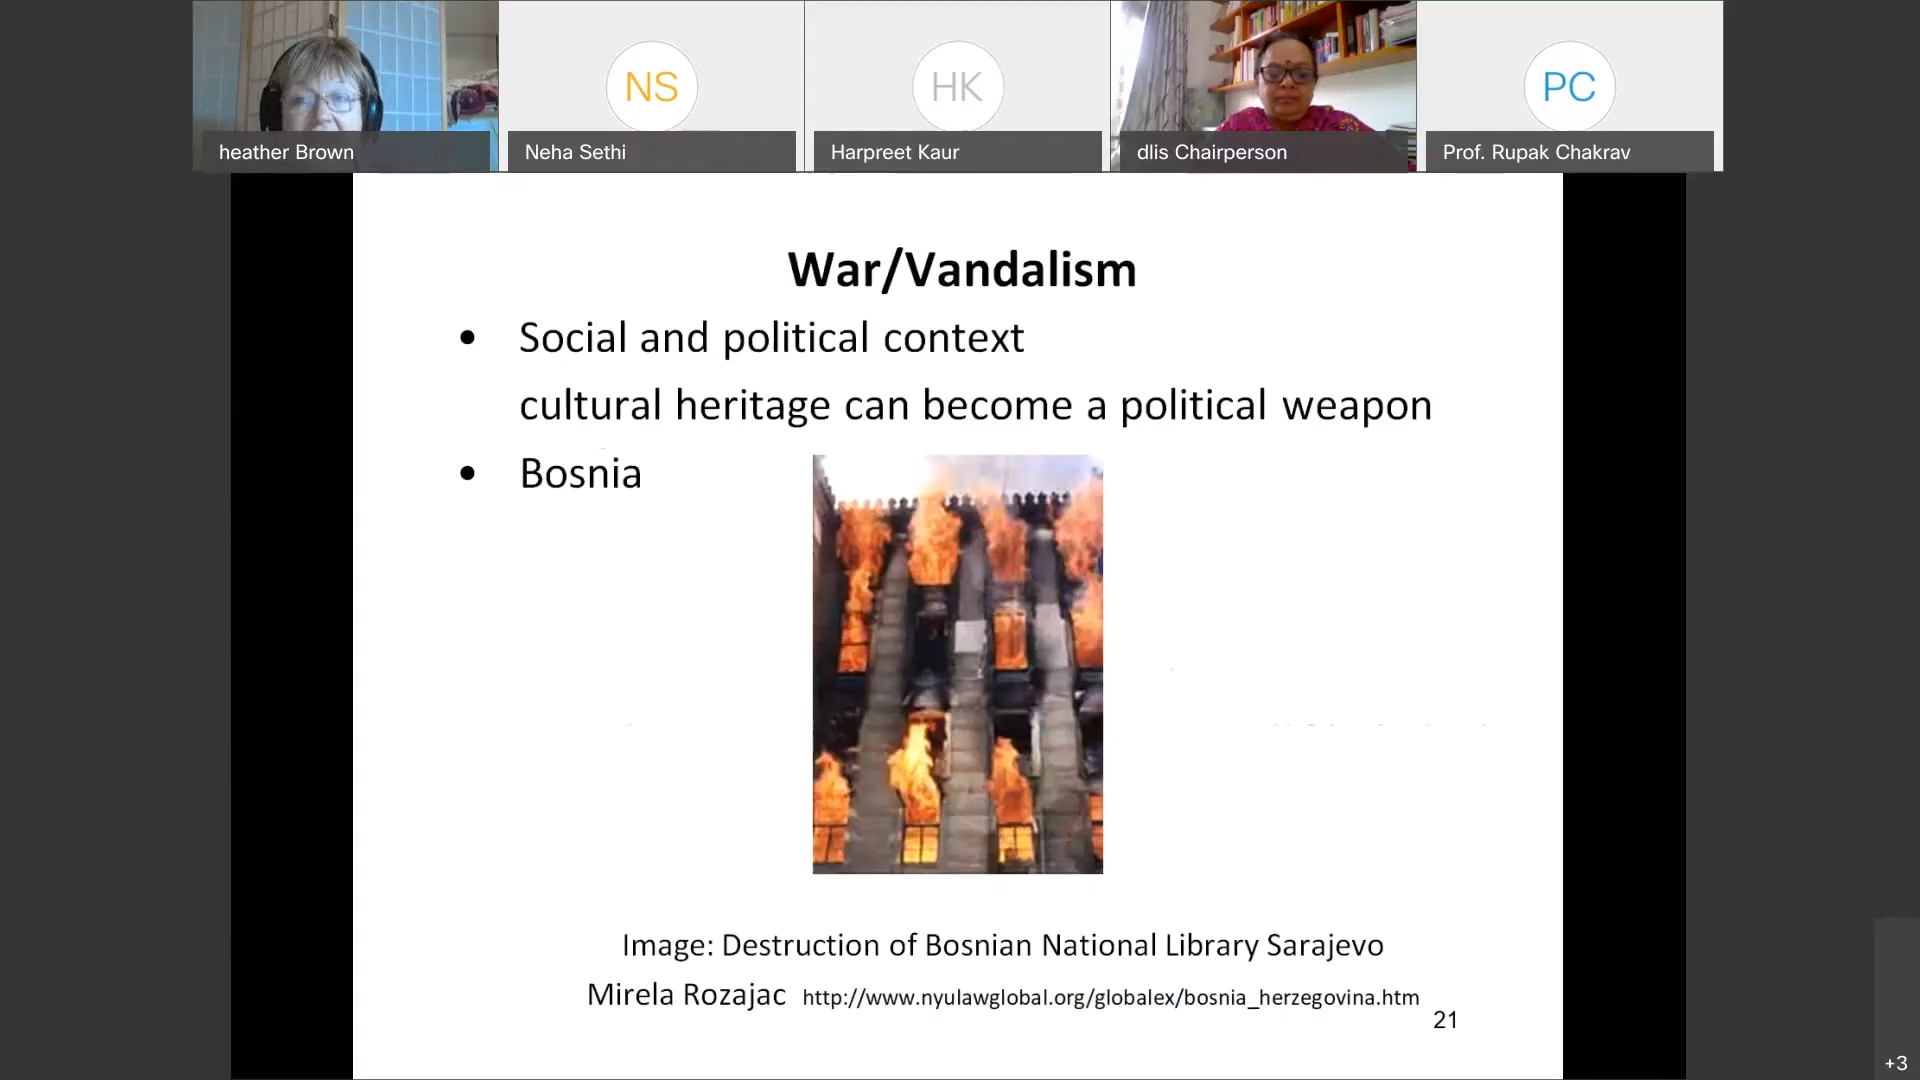 NS
HK
PC
heather Brown
Neha Sethi
Harpreet Kaur
dlis Chairperson
Prof. Rupak Chakrav
War/Vandalism
• Social and political context
cultural heritage can become a political weapon
• Bosnia
Image: Destruction of Bosnian National Library Sarajevo
Mirela Rozajac http://www.nyulawglobal.org/globalex/bosnia_herzegovina.htm
21
+3